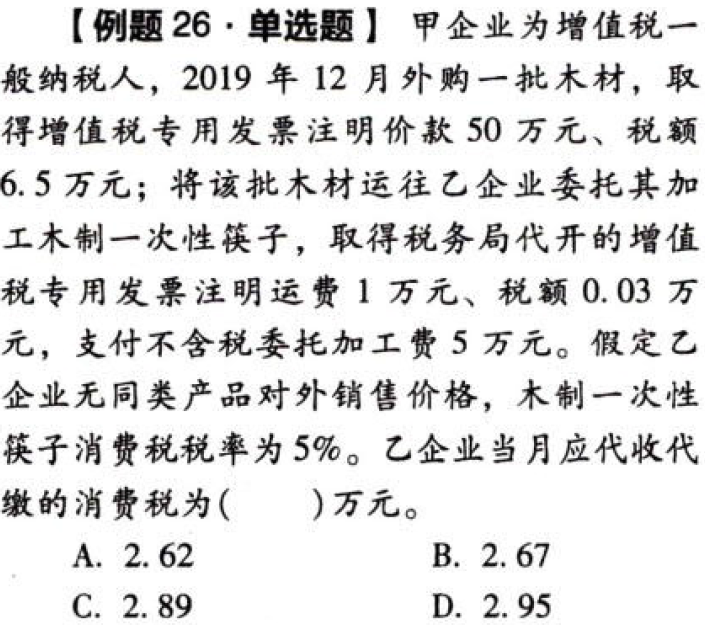 【例题 26·单选题】 甲企业为增值税一
般纳税人，2019 年 12 月外购一批木材，取
得增值税专用发票注明价款 50 万元、税额
6.5 万元；将该批木材运往乙企业委托其加
工木制一次性筷子，取得税务局代开的增值
税专用发票注明运费 1 万元、税额 0.03 万
元，支付不含税委托加工费 5 万元。假定乙
企业无同类产品对外销售价格，木制一次性
筷子消费税税率为 5%。乙企业当月应代收代
缴的消费税为(　　)万元。
A. 2.62　　B. 2.67
C. 2.89　　D. 2.95